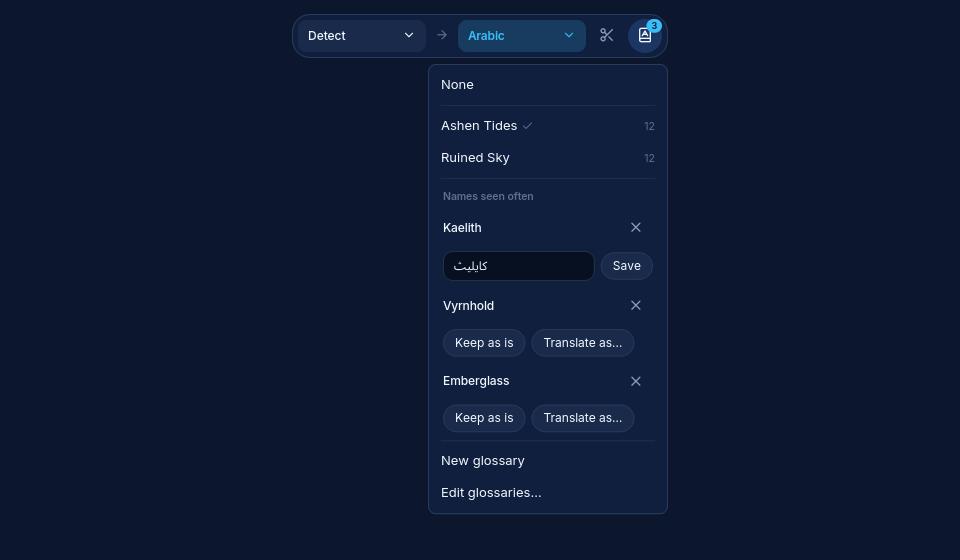 Detect
Arabic
3
None
Ashen Tides
12
Ruined Sky
12
Names seen often
Kaelith
كايليث
Save
Vyrnhold
Keep as is
Translate as...
Emberglass
Keep as is
Translate as...
New glossary
Edit glossaries...